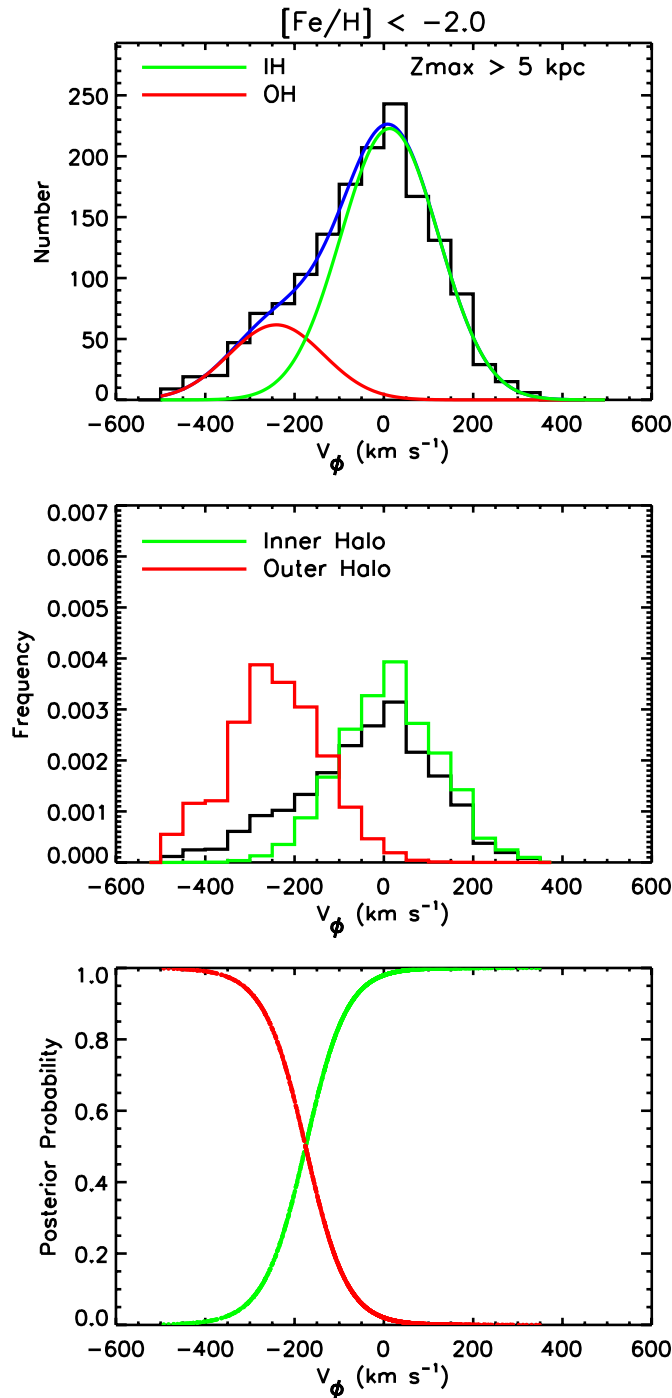 [Fe/H] < −2.0
IH
Zmax > 5 kpc
OH
250
200
150
100
50
0
Number
−600 −400 −200 0 200 400 600
Vϕ (km s⁻¹)
0.007
0.006
0.005
0.004
0.003
0.002
0.001
0.000
Frequency
Inner Halo
Outer Halo
−600 −400 −200 0 200 400 600
Vϕ (km s⁻¹)
1.0
0.8
0.6
0.4
0.2
0.0
Posterior Probability
−600 −400 −200 0 200 400 600
Vϕ (km s⁻¹)